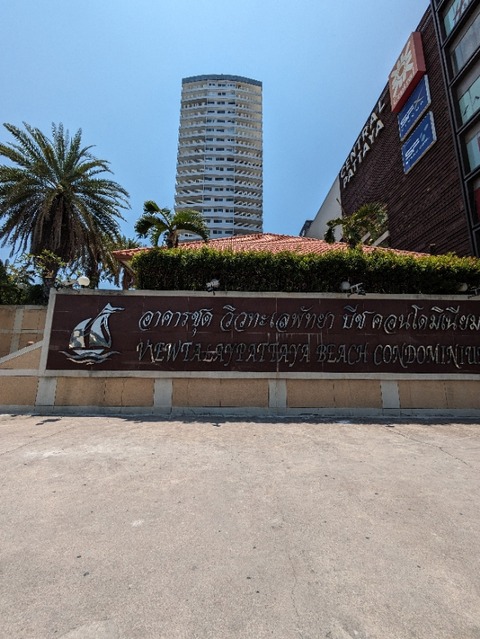 CENTRAL
PATTAYA
อาคารชุด วิวทะเลพัทยา บีช คอนโดมิเนียม
VIEWTALAY PATTAYA BEACH CONDOMINIU